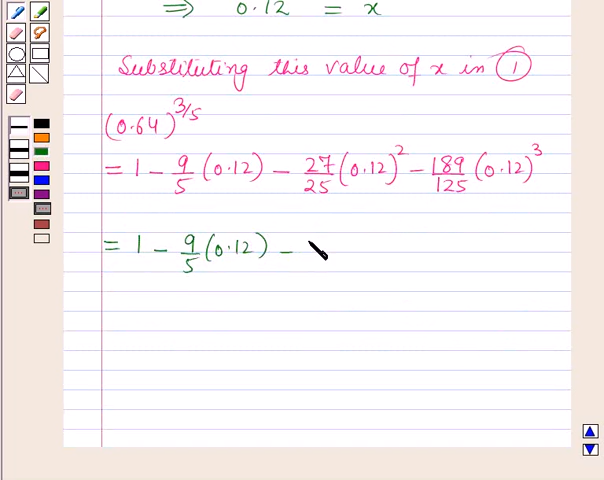 ⇒ 0.12 = x
Substituting this value of x in ①
(0.64)^{3/5}
= 1 - 9/5 (0.12) - 27/25 (0.12)^2 - 189/125 (0.12)^3
= 1 - 9/5 (0.12) -